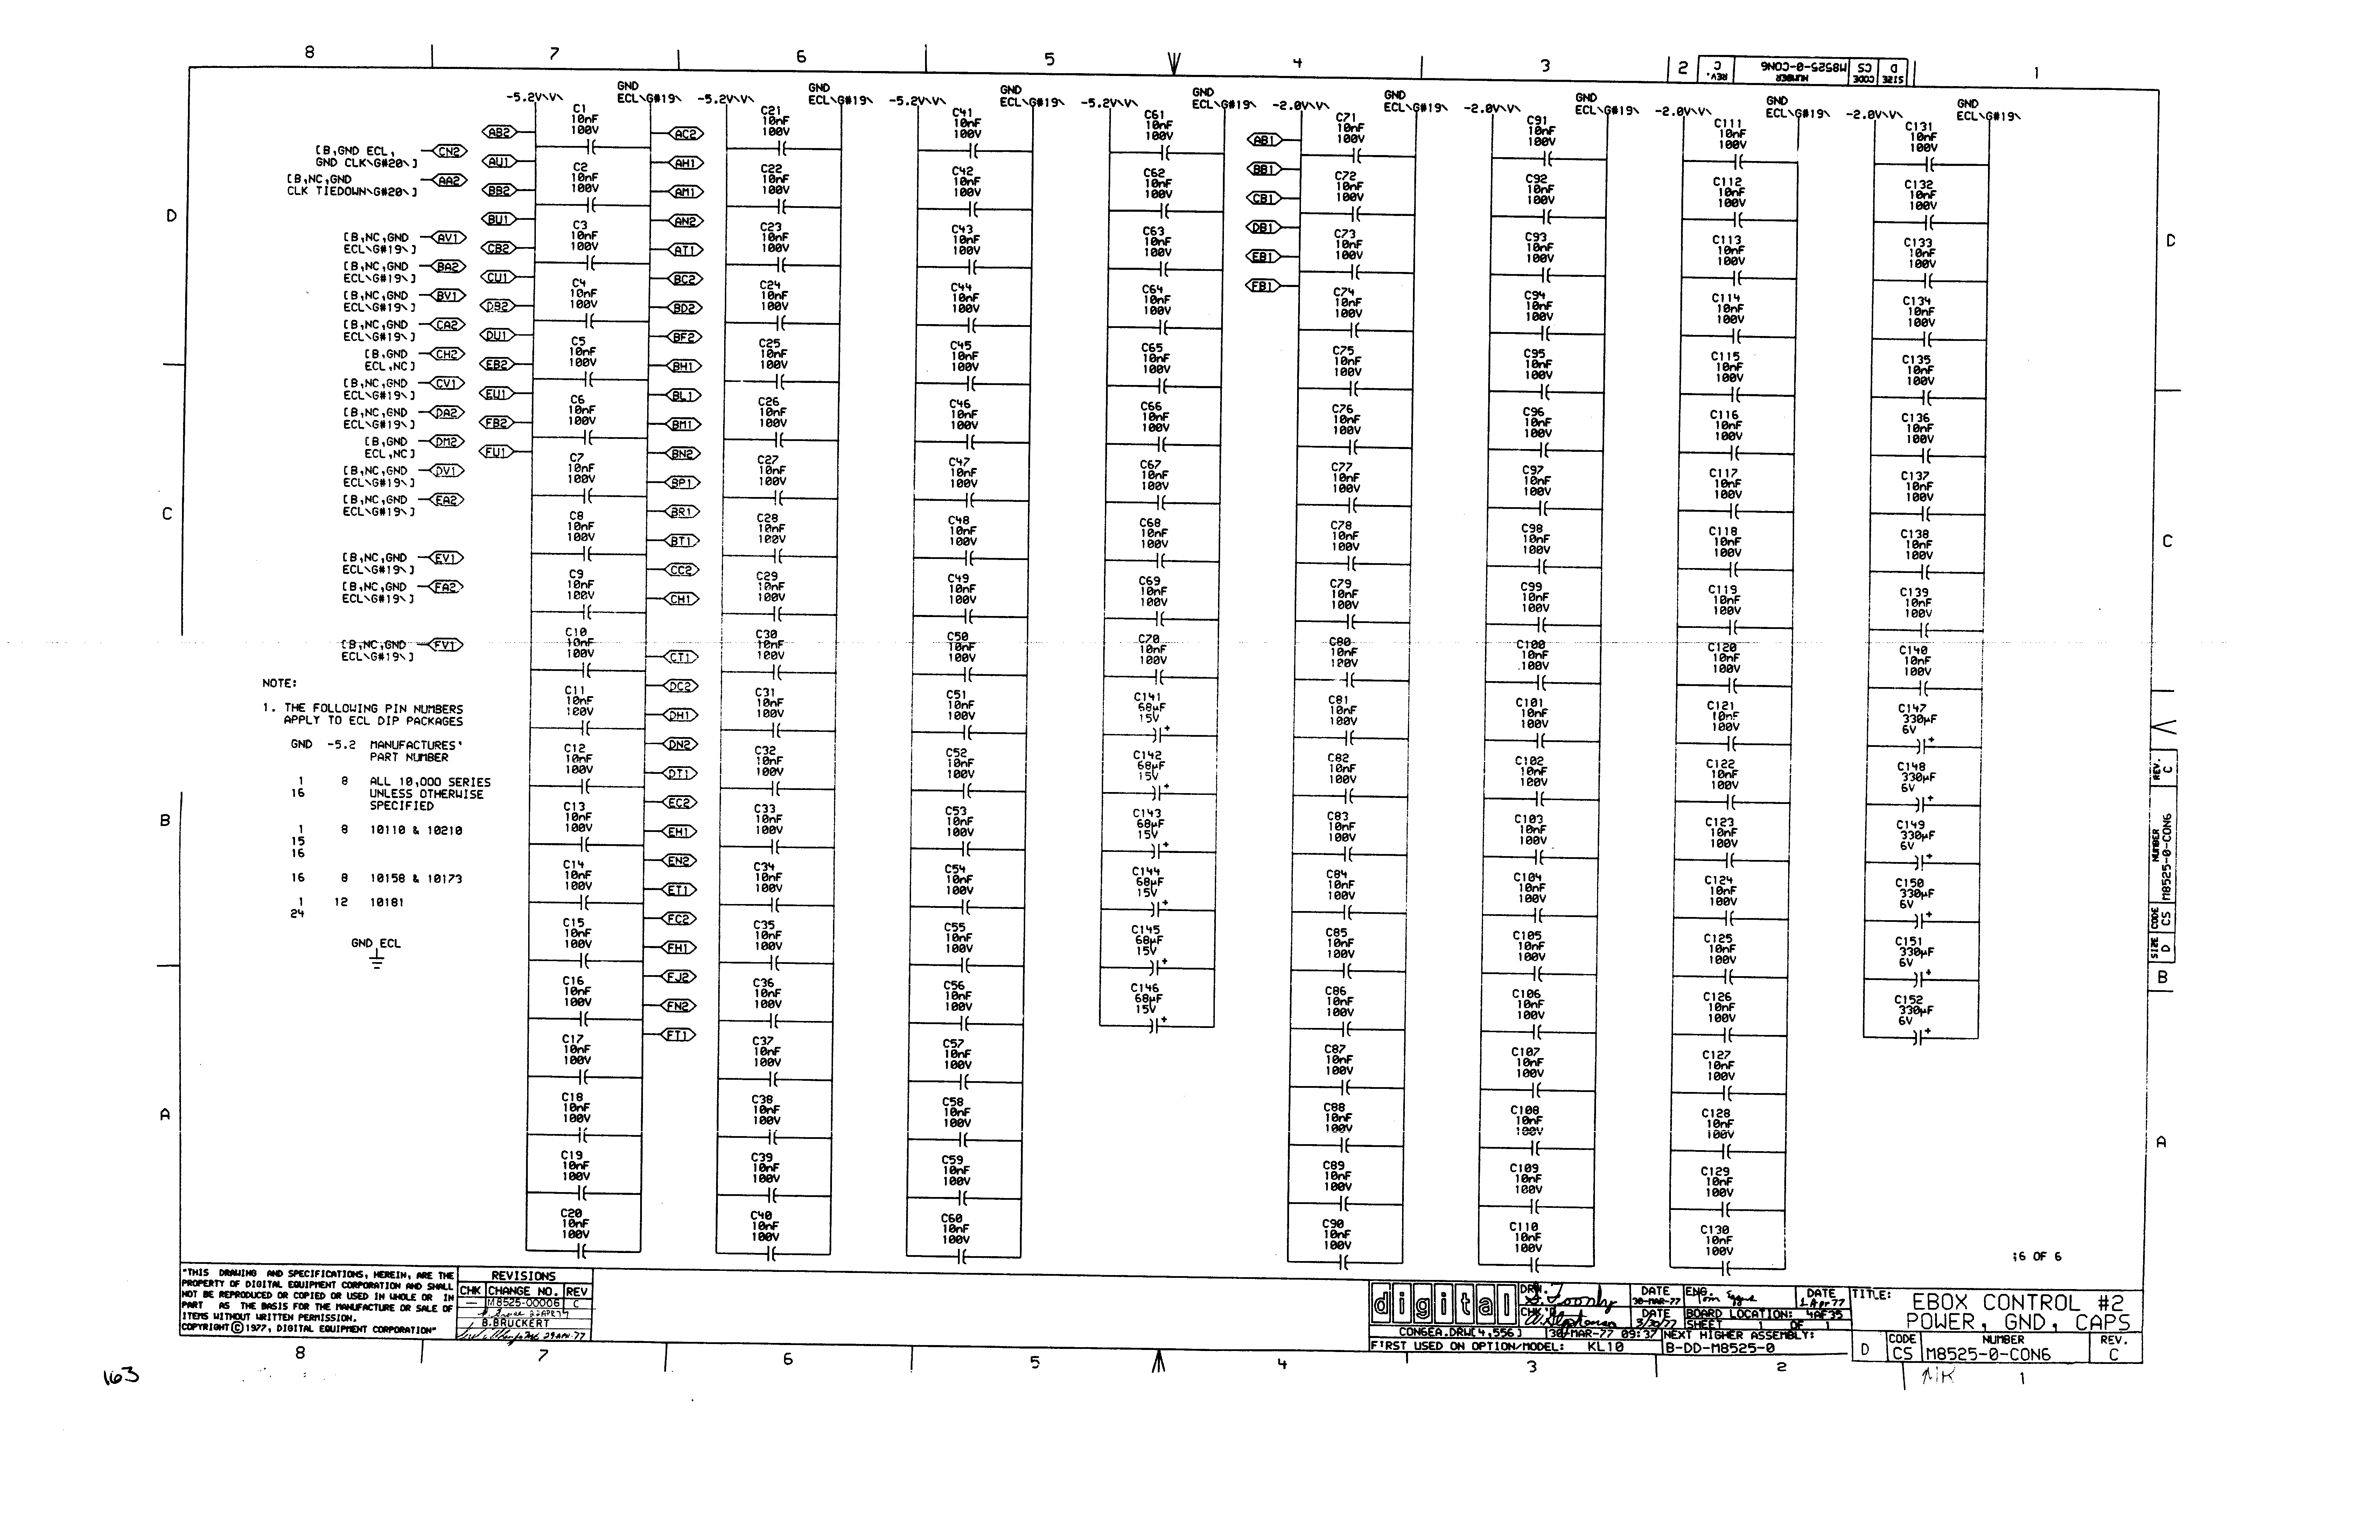 8 7 6 5 4 3 2 1
SIZE CODE NUMBER REV.
D CS M8525-0-CON6 C
-5.2V\V\ GND ECL\G#19\ -5.2V\V\ GND ECL\G#19\ -5.2V\V\ GND ECL\G#19\ -5.2V\V\ GND ECL\G#19\ -2.0V\V\ GND ECL\G#19\ -2.0V\V\ GND ECL\G#19\ -2.0V\V\ GND ECL\G#19\ -2.0V\V\ GND ECL\G#19\
[B,GND ECL, CN2
GND CLK\G#20\]
[B,NC,GND AA2
CLK TIEDOWN\G#20\]
[B,NC,GND AV1
ECL\G#19\]
[B,NC,GND BA2
ECL\G#19\]
[B,NC,GND BV1
ECL\G#19\]
[B,NC,GND CA2
ECL\G#19\]
[B,GND CH2
ECL,NC]
[B,NC,GND CV1
ECL\G#19\]
[B,NC,GND DA2
ECL\G#19\]
[B,GND DM2
ECL,NC]
[B,NC,GND DV1
ECL\G#19\]
[B,NC,GND EA2
ECL\G#19\]
[B,NC,GND EV1
ECL\G#19\]
[B,NC,GND FA2
ECL\G#19\]
[B,NC,GND FV1
ECL\G#19\]
AB2
AU1
BB2
BU1
CB2
CU1
DB2
DU1
EB2
EU1
FB2
FU1
C1 10nF 100V
C2 10nF 100V
C3 10nF 100V
C4 10nF 100V
C5 10nF 100V
C6 10nF 100V
C7 10nF 100V
C8 10nF 100V
C9 10nF 100V
C10 10nF 100V
C11 10nF 100V
C12 10nF 100V
C13 10nF 100V
C14 10nF 100V
C15 10nF 100V
C16 10nF 100V
C17 10nF 100V
C18 10nF 100V
C19 10nF 100V
C20 10nF 100V
AC2
AH1
AM1
AN2
AT1
BC2
BD2
BF2
BH1
BL1
BM1
BN2
BP1
BR1
BT1
CC2
CH1
CT1
DC2
DH1
DN2
DT1
EC2
EH1
EN2
ET1
FC2
FH1
FJ2
FN2
FT1
C21 10nF 100V
C22 10nF 100V
C23 10nF 100V
C24 10nF 100V
C25 10nF 100V
C26 10nF 100V
C27 10nF 100V
C28 10nF 100V
C29 10nF 100V
C30 10nF 100V
C31 10nF 100V
C32 10nF 100V
C33 10nF 100V
C34 10nF 100V
C35 10nF 100V
C36 10nF 100V
C37 10nF 100V
C38 10nF 100V
C39 10nF 100V
C40 10nF 100V
C41 10nF 100V
C42 10nF 100V
C43 10nF 100V
C44 10nF 100V
C45 10nF 100V
C46 10nF 100V
C47 10nF 100V
C48 10nF 100V
C49 10nF 100V
C50 10nF 100V
C51 10nF 100V
C52 10nF 100V
C53 10nF 100V
C54 10nF 100V
C55 10nF 100V
C56 10nF 100V
C57 10nF 100V
C58 10nF 100V
C59 10nF 100V
C60 10nF 100V
C61 10nF 100V
C62 10nF 100V
C63 10nF 100V
C64 10nF 100V
C65 10nF 100V
C66 10nF 100V
C67 10nF 100V
C68 10nF 100V
C69 10nF 100V
C70 10nF 100V
C141 68µF 15V +
C142 68µF 15V +
C143 68µF 15V +
C144 68µF 15V +
C145 68µF 15V +
C146 68µF 15V +
AB1
BB1
CB1
DB1
EB1
FB1
C71 10nF 100V
C72 10nF 100V
C73 10nF 100V
C74 10nF 100V
C75 10nF 100V
C76 10nF 100V
C77 10nF 100V
C78 10nF 100V
C79 10nF 100V
C80 10nF 100V
C81 10nF 100V
C82 10nF 100V
C83 10nF 100V
C84 10nF 100V
C85 10nF 100V
C86 10nF 100V
C87 10nF 100V
C88 10nF 100V
C89 10nF 100V
C90 10nF 100V
C91 10nF 100V
C92 10nF 100V
C93 10nF 100V
C94 10nF 100V
C95 10nF 100V
C96 10nF 100V
C97 10nF 100V
C98 10nF 100V
C99 10nF 100V
C100 10nF 100V
C101 10nF 100V
C102 10nF 100V
C103 10nF 100V
C104 10nF 100V
C105 10nF 100V
C106 10nF 100V
C107 10nF 100V
C108 10nF 100V
C109 10nF 100V
C110 10nF 100V
C111 10nF 100V
C112 10nF 100V
C113 10nF 100V
C114 10nF 100V
C115 10nF 100V
C116 10nF 100V
C117 10nF 100V
C118 10nF 100V
C119 10nF 100V
C120 10nF 100V
C121 10nF 100V
C122 10nF 100V
C123 10nF 100V
C124 10nF 100V
C125 10nF 100V
C126 10nF 100V
C127 10nF 100V
C128 10nF 100V
C129 10nF 100V
C130 10nF 100V
C131 10nF 100V
C132 10nF 100V
C133 10nF 100V
C134 10nF 100V
C135 10nF 100V
C136 10nF 100V
C137 10nF 100V
C138 10nF 100V
C139 10nF 100V
C140 10nF 100V
C147 330µF 6V +
C148 330µF 6V +
C149 330µF 6V +
C150 330µF 6V +
C151 330µF 6V +
C152 330µF 6V +
D C B A
D C B A
NOTE:
1. THE FOLLOWING PIN NUMBERS
APPLY TO ECL DIP PACKAGES
GND -5.2 MANUFACTURES'
PART NUMBER
1 8 ALL 10,000 SERIES
16 UNLESS OTHERWISE
SPECIFIED
1 8 10110 & 10210
15
16
16 8 10158 & 10173
1 12 10181
24
GND ECL
SIZE CODE NUMBER REV.
D CS M8525-0-CON6 C
6 OF 6
"THIS DRAWING AND SPECIFICATIONS, HEREIN, ARE THE
PROPERTY OF DIGITAL EQUIPMENT CORPORATION AND SHALL
NOT BE REPRODUCED OR COPIED OR USED IN WHOLE OR IN
PART AS THE BASIS FOR THE MANUFACTURE OR SALE OF
ITEMS WITHOUT WRITTEN PERMISSION.
COPYRIGHT © 1977, DIGITAL EQUIPMENT CORPORATION"
REVISIONS
CHK CHANGE NO. REV
— M8525-00006 C
B.BRUCKERT
29 APR 77
digital
DRN.
DATE
30-MAR-77
ENG. Tom Eggers
DATE
1 Apr 77
CHK'D
DATE
3/30/77
BOARD LOCATION: 4AF35
SHEET 1 OF 1
CON6EA.DRW[4,556] 30-MAR-77 09:37
NEXT HIGHER ASSEMBLY:
FIRST USED ON OPTION/MODEL: KL10
B-DD-M8525-0
TITLE: EBOX CONTROL #2
POWER, GND, CAPS
D
CODE NUMBER REV.
CS M8525-0-CON6 C
8 7 6 5 4 3 2 1
163